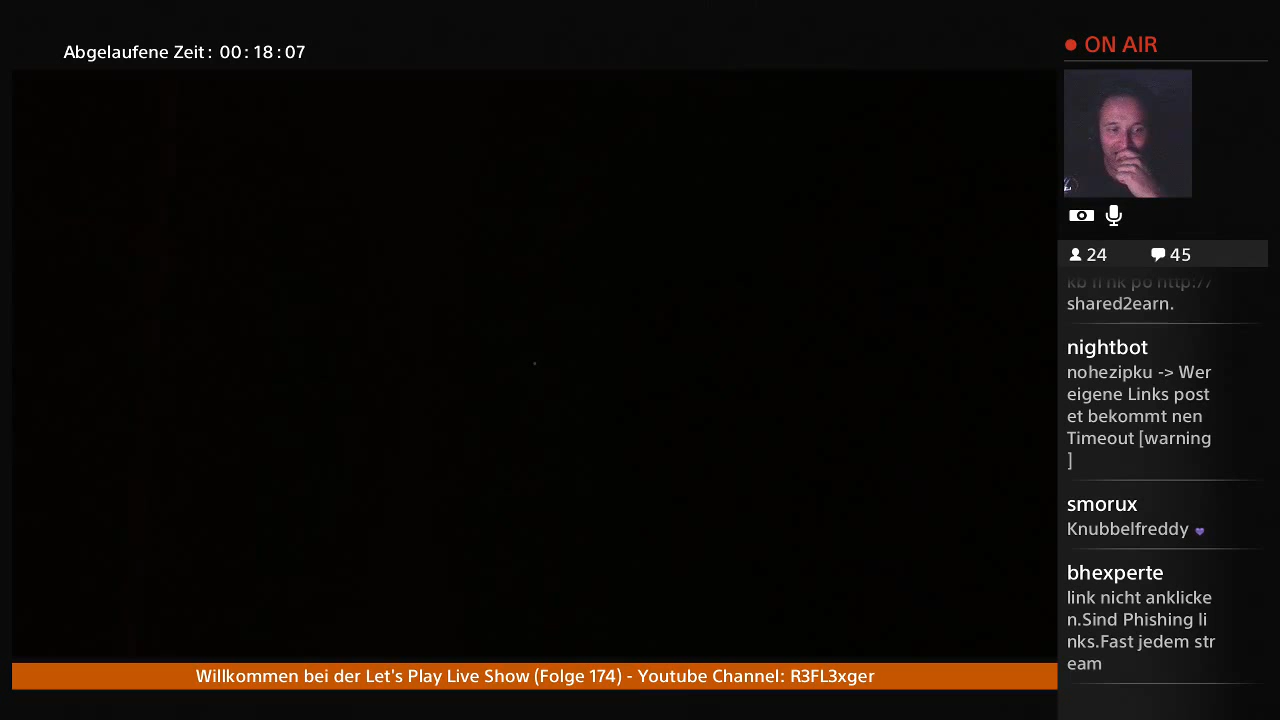 Abgelaufene Zeit: 00:18:07
ON AIR
24 45
shared2earn.
nightbot
nohezipku -> Wer
eigene Links post
et bekommt nen
Timeout [warning
]
smorux
Knubbelfreddy 💜
bhexperte
link nicht anklicke
n.Sind Phishing li
nks.Fast jedem str
eam
Willkommen bei der Let's Play Live Show (Folge 174) - Youtube Channel: R3FL3xger